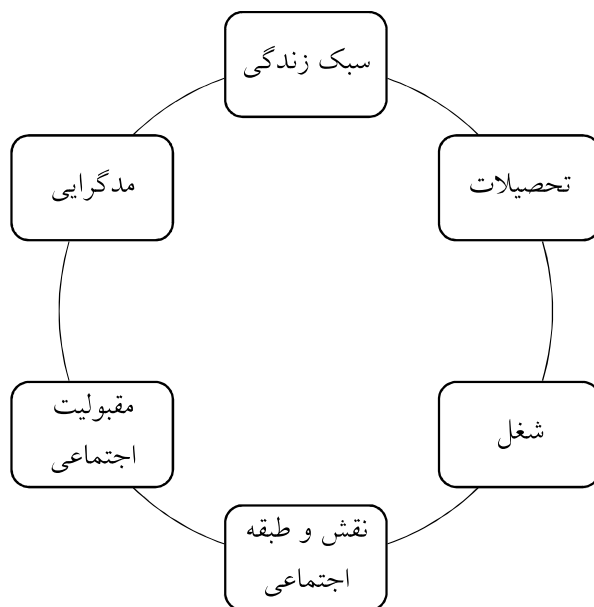 سبک زندگی
تحصیلات
شغل
نقش و طبقه
اجتماعی
مقبولیت
اجتماعی
مدگرایی